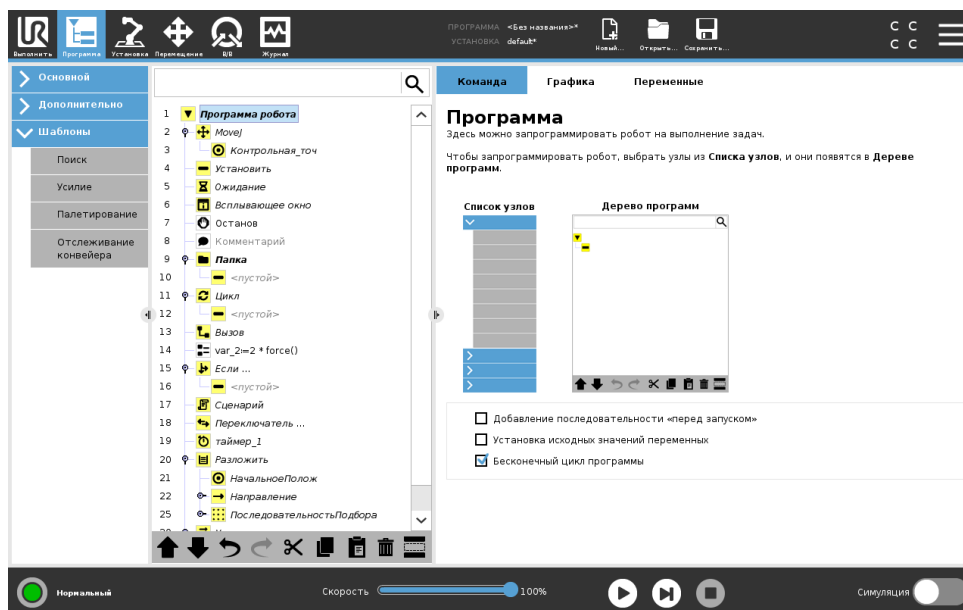 ПРОГРАММА <Без названия>*
УСТАНОВКА default*
Выполнить Программа Установка Перемещение В/В Журнал
Новый... Открыть... Сохранить...
C C
C C
Основной
Дополнительно
Шаблоны
Поиск
Усилие
Палетирование
Отслеживание
конвейера
1 Программа робота
2 MoveJ
3 Контрольная_точ
4 Установить
5 Ожидание
6 Всплывающее окно
7 Останов
8 Комментарий
9 Папка
10 <пустой>
11 Цикл
12 <пустой>
13 Вызов
14 var_2:=2 * force()
15 Если ...
16 <пустой>
17 Сценарий
18 Переключатель ...
19 таймер_1
20 Разложить
21 НачальноеПолож
22 Направление
25 ПоследовательностьПодбора
Команда Графика Переменные
Программа
Здесь можно запрограммировать робот на выполнение задач.
Чтобы запрограммировать робот, выбрать узлы из Списка узлов, и они появятся в Дереве
программ.
Список узлов Дерево программ
Добавление последовательности «перед запуском»
Установка исходных значений переменных
Бесконечный цикл программы
Нормальный
Скорость 100%
Симуляция